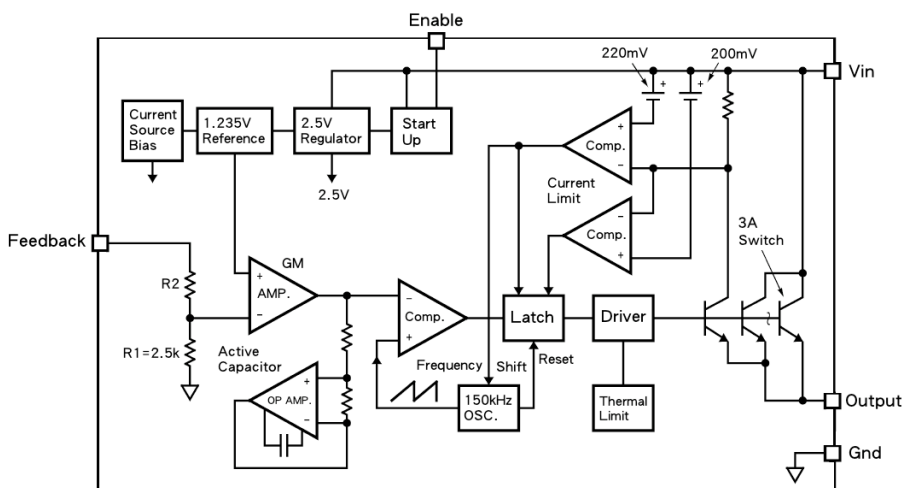 Enable
220mV
200mV
Vin
Current
Source
Bias
1.235V
Reference
2.5V
Regulator
Start
Up
+
+
+
Comp.
−
2.5V
Current
Limit
−
Comp.
+
3A
Switch
Feedback
GM
R2
+
AMP.
−
−
Comp.
+
Latch
Driver
R1=2.5k
Active
Capacitor
Frequency
Shift
Reset
+
OP AMP.
−
150kHz
OSC.
Thermal
Limit
Output
Gnd